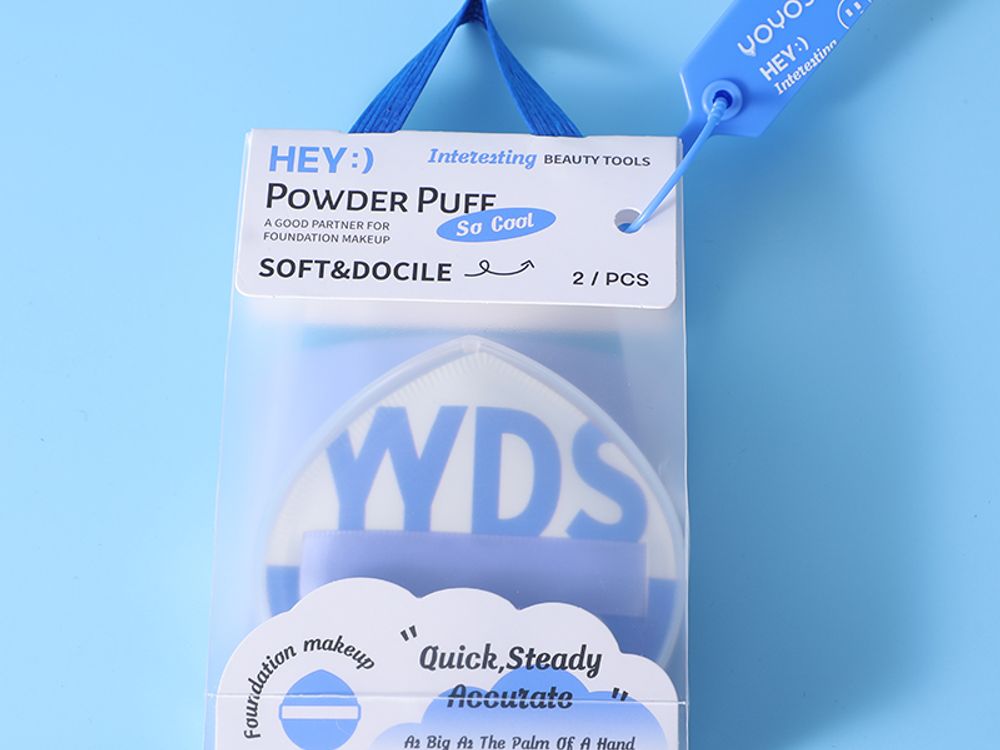 YOYOS
HEY:)
Interesting
HEY:)
Interesting BEAUTY TOOLS
POWDER PUFF
So Cool
A GOOD PARTNER FOR
FOUNDATION MAKEUP
SOFT&DOCILE
2 / PCS
YYDS
Foundation makeup
"Quick,Steady
Accurate"
As Big As The Palm Of A Hand